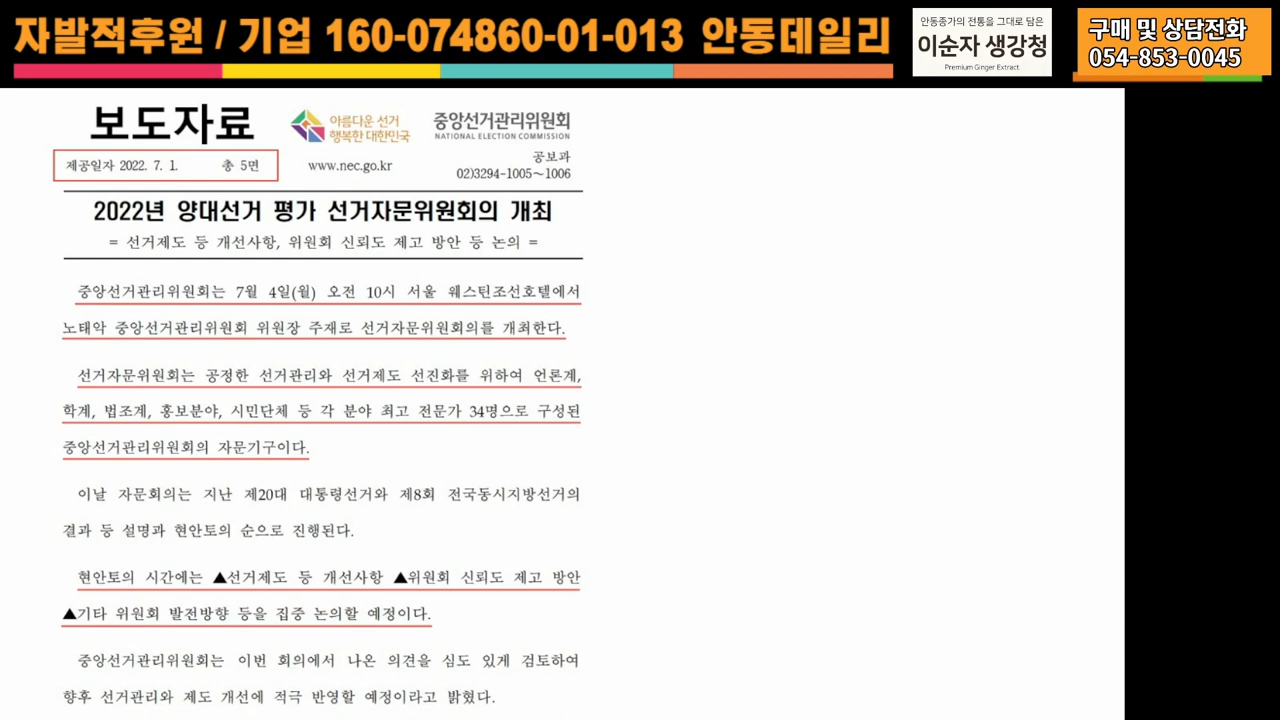 자발적후원 / 기업 160-074860-01-013 안동데일리
안동종가의 전통을 그대로 담은
이순자 생강청
Premium Ginger Extract
구매 및 상담전화
054-853-0045
보도자료
아름다운 선거
행복한 대한민국
중앙선거관리위원회
NATIONAL ELECTION COMMISSION
제공일자 2022. 7. 1. 총 5면
www.nec.go.kr
공보과
02)3294-1005~1006
2022년 양대선거 평가 선거자문위원회의 개최
= 선거제도 등 개선사항, 위원회 신뢰도 제고 방안 등 논의 =
중앙선거관리위원회는 7월 4일(월) 오전 10시 서울 웨스틴조선호텔에서
노태악 중앙선거관리위원회 위원장 주재로 선거자문위원회의를 개최한다.
선거자문위원회는 공정한 선거관리와 선거제도 선진화를 위하여 언론계,
학계, 법조계, 홍보분야, 시민단체 등 각 분야 최고 전문가 34명으로 구성된
중앙선거관리위원회의 자문기구이다.
이날 자문회의는 지난 제20대 대통령선거와 제8회 전국동시지방선거의
결과 등 설명과 현안토의 순으로 진행된다.
현안토의 시간에는 ▲선거제도 등 개선사항 ▲위원회 신뢰도 제고 방안
▲기타 위원회 발전방향 등을 집중 논의할 예정이다.
중앙선거관리위원회는 이번 회의에서 나온 의견을 심도 있게 검토하여
향후 선거관리와 제도 개선에 적극 반영할 예정이라고 밝혔다.